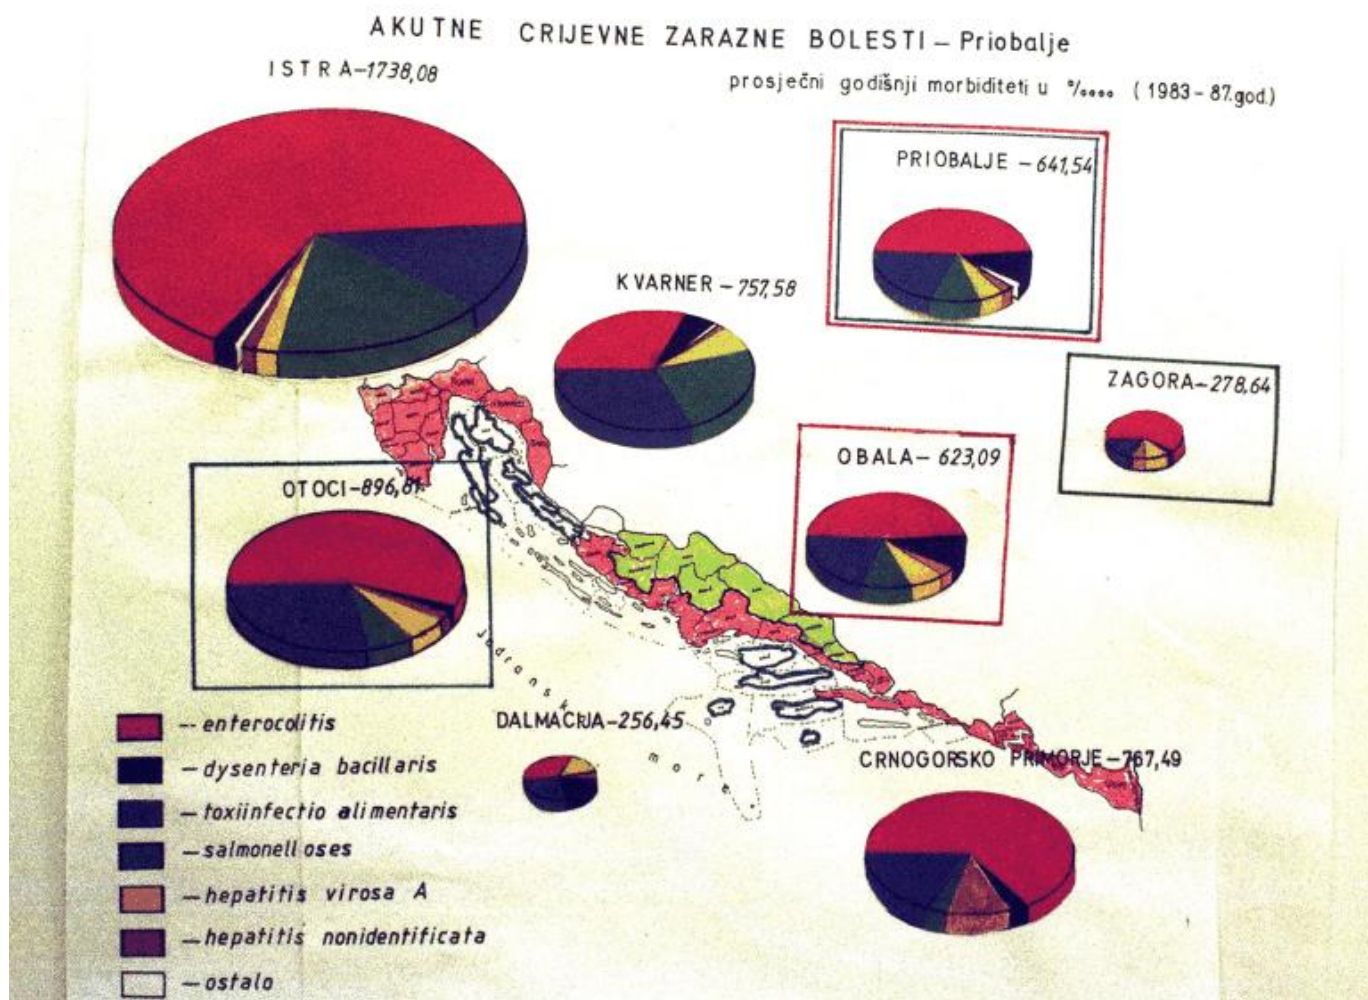 AKUTNE CRIJEVNE ZARAZNE BOLESTI – Priobalje
ISTRA–1738,08
prosječni godišnji morbiditeti u %₀₀₀₀ (1983-87.god.)
PRIOBALJE – 641,54
KVARNER – 757,58
ZAGORA–278,64
OBALA– 623,09
OTOCI–896,81
Jadransko more
DALMACIJA–256,45
CRNOGORSKO PRIMORJE–767,49
– enterocolitis
– dysenteria bacillaris
– toxiinfectio alimentaris
– salmonelloses
– hepatitis virosa A
– hepatitis nonidentificata
– ostalo